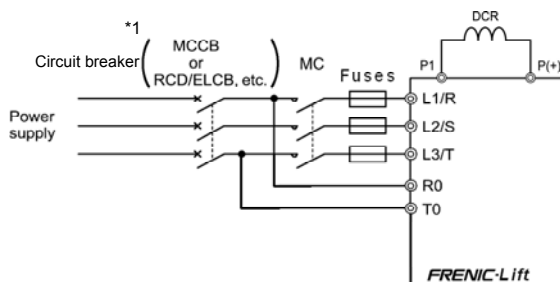 *1
Circuit breaker
MCCB
or
RCD/ELCB, etc.
MC
Fuses
DCR
P1
P(+)
Power
supply
L1/R
L2/S
L3/T
R0
T0
FRENIC-Lift